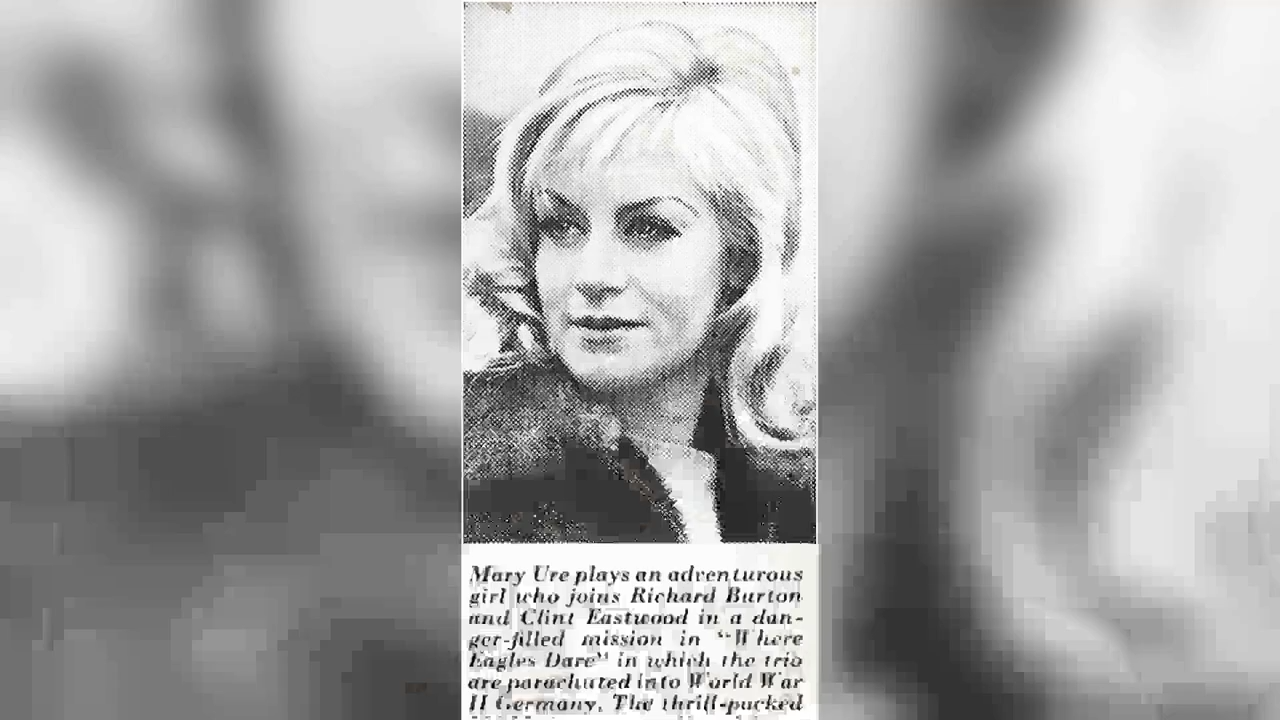 Mary Ure plays an adventurous
girl who joins Richard Burton
and Clint Eastwood in a dan-
ger-filled mission in "Where
Eagles Dare" in which the trio
are parachuted into World War
II Germany. The thrill-packed